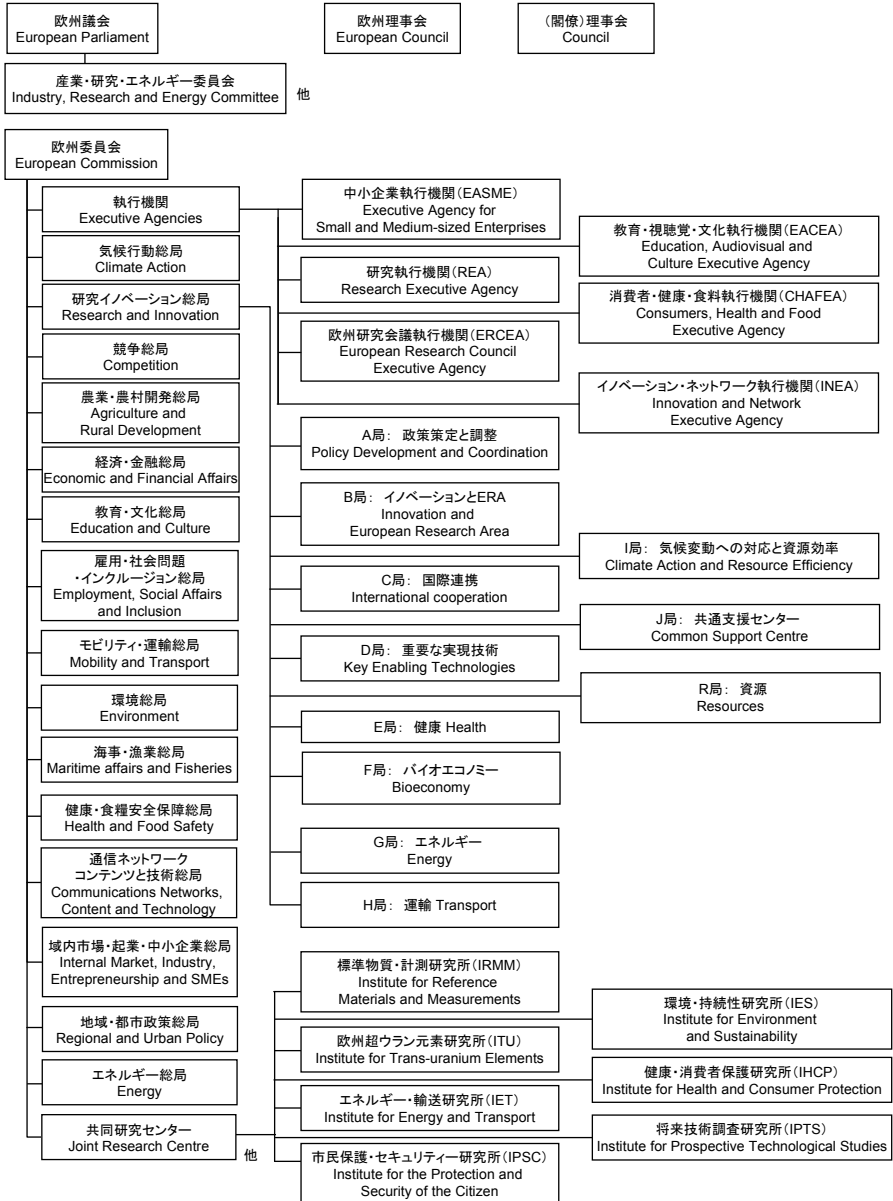 欧州議会
European Parliament
欧州理事会
European Council
（閣僚）理事会
Council
産業・研究・エネルギー委員会
Industry, Research and Energy Committee
他
欧州委員会
European Commission
執行機関
Executive Agencies
気候行動総局
Climate Action
研究イノベーション総局
Research and Innovation
競争総局
Competition
農業・農村開発総局
Agriculture and
Rural Development
経済・金融総局
Economic and Financial Affairs
教育・文化総局
Education and Culture
雇用・社会問題
・インクルージョン総局
Employment, Social Affairs
and Inclusion
モビリティ・運輸総局
Mobility and Transport
環境総局
Environment
海事・漁業総局
Maritime affairs and Fisheries
健康・食糧安全保障総局
Health and Food Safety
通信ネットワーク
コンテンツと技術総局
Communications Networks,
Content and Technology
域内市場・起業・中小企業総局
Internal Market, Industry,
Entrepreneurship and SMEs
地域・都市政策総局
Regional and Urban Policy
エネルギー総局
Energy
共同研究センター
Joint Research Centre
他
中小企業執行機関（EASME）
Executive Agency for
Small and Medium-sized Enterprises
教育・視聴覚・文化執行機関（EACEA）
Education, Audiovisual and
Culture Executive Agency
研究執行機関（REA）
Research Executive Agency
消費者・健康・食料執行機関（CHAFEA）
Consumers, Health and Food
Executive Agency
欧州研究会議執行機関（ERCEA）
European Research Council
Executive Agency
イノベーション・ネットワーク執行機関（INEA）
Innovation and Network
Executive Agency
A局： 政策策定と調整
Policy Development and Coordination
B局： イノベーションとERA
Innovation and
European Research Area
I局： 気候変動への対応と資源効率
Climate Action and Resource Efficiency
C局： 国際連携
International cooperation
J局： 共通支援センター
Common Support Centre
D局： 重要な実現技術
Key Enabling Technologies
R局： 資源
Resources
E局： 健康 Health
F局： バイオエコノミー
Bioeconomy
G局： エネルギー
Energy
H局： 運輸 Transport
標準物質・計測研究所（IRMM）
Institute for Reference
Materials and Measurements
環境・持続性研究所（IES）
Institute for Environment
and Sustainability
欧州超ウラン元素研究所（ITU）
Institute for Trans-uranium Elements
健康・消費者保護研究所（IHCP）
Institute for Health and Consumer Protection
エネルギー・輸送研究所（IET）
Institute for Energy and Transport
将来技術調査研究所（IPTS）
Institute for Prospective Technological Studies
市民保護・セキュリティー研究所（IPSC）
Institute for the Protection and
Security of the Citizen